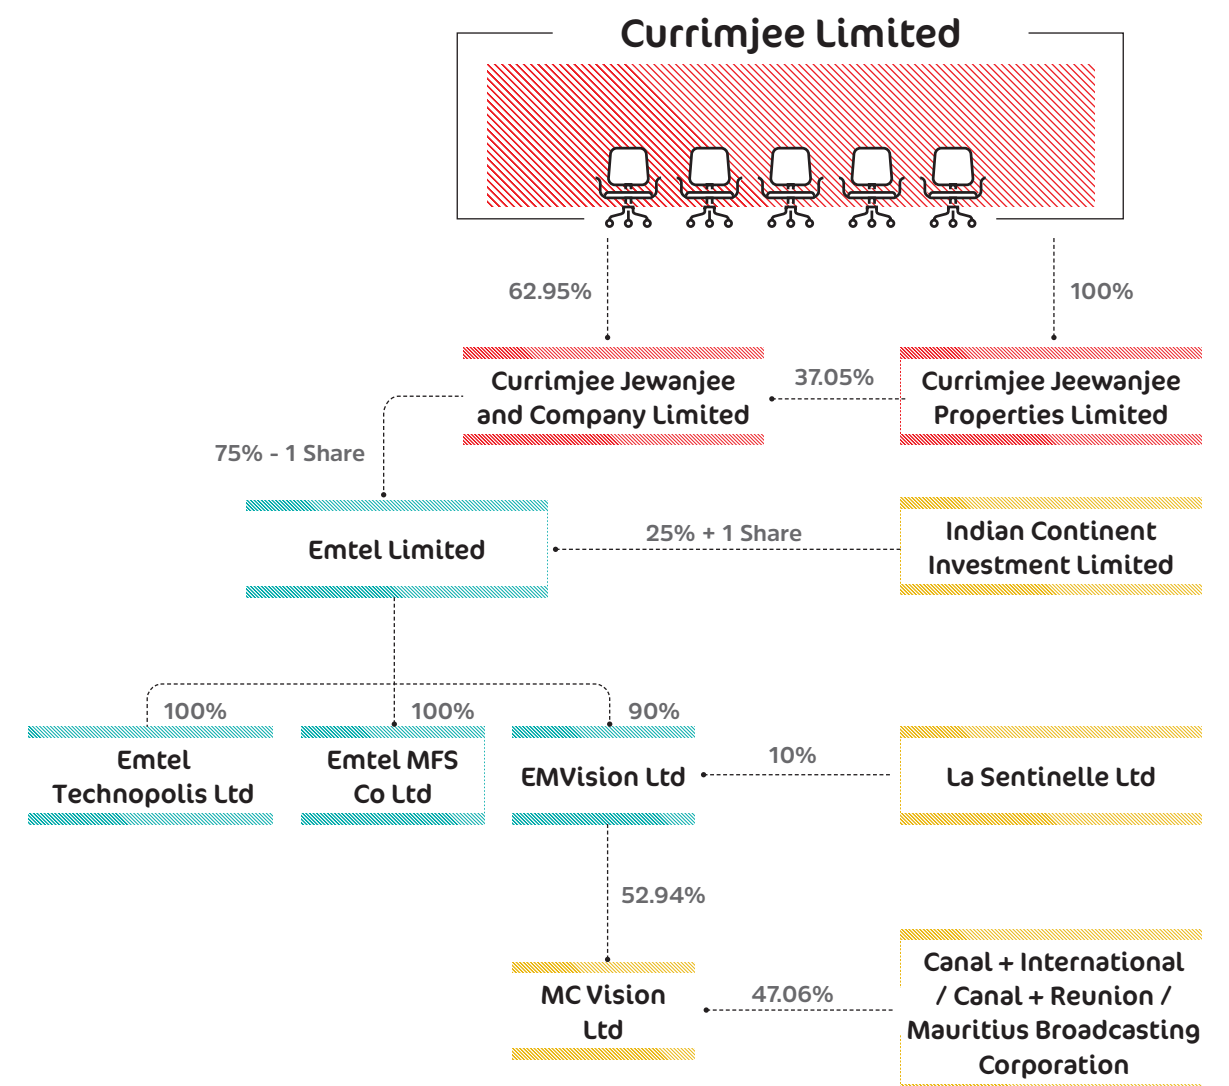 Currimjee Limited
62.95%
100%
Currimjee Jewanjee
and Company Limited
37.05%
Currimjee Jeewanjee
Properties Limited
75% - 1 Share
Emtel Limited
25% + 1 Share
Indian Continent
Investment Limited
100%
100%
90%
Emtel
Technopolis Ltd
Emtel MFS
Co Ltd
EMVision Ltd
10%
La Sentinelle Ltd
52.94%
MC Vision
Ltd
47.06%
Canal + International
/ Canal + Reunion /
Mauritius Broadcasting
Corporation